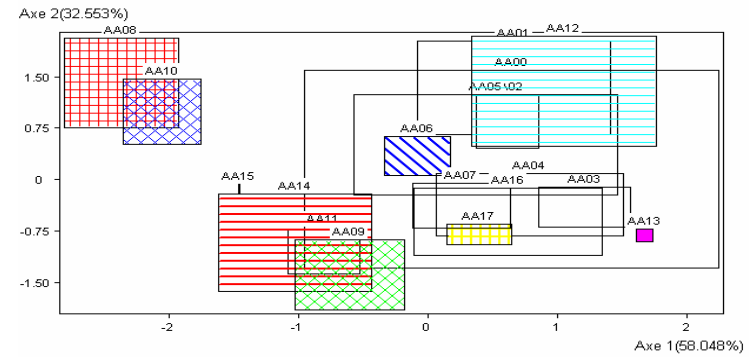 Axe 2(32.553%)
AA08
AA01 AA12
AA10
AA00
1.50
AA05 \02
0.75
AA06
AA04
0
AA15
AA14
AA07
AA16
AA03
AA11
AA09
AA17
AA13
-0.75
-1.50
-2 -1 0 1 2
Axe 1(58.048%)